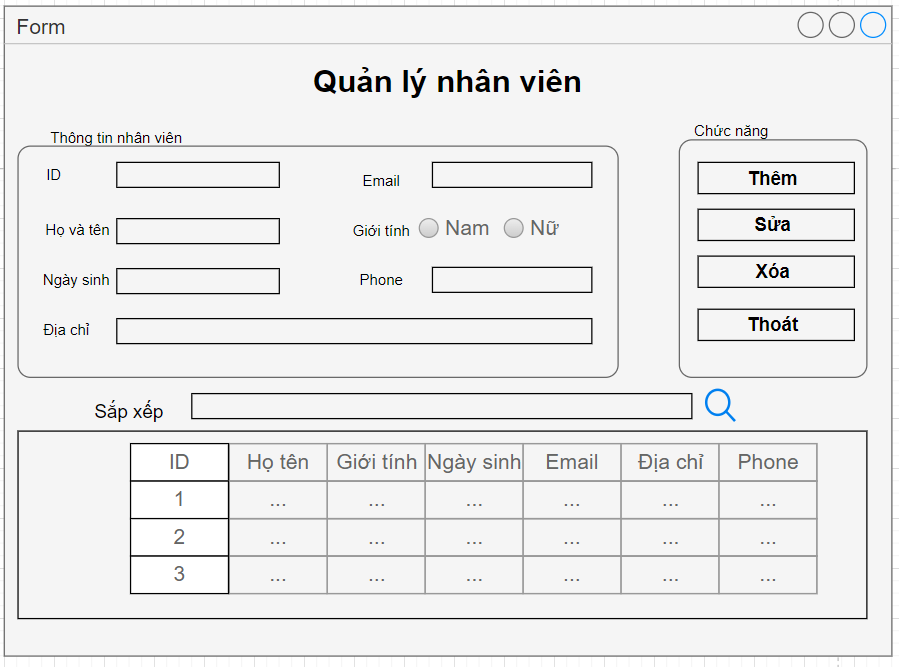 Form
Quản lý nhân viên
Thông tin nhân viên
Chức năng
ID
Email
Thêm
Họ và tên
Giới tính
Nam
Nữ
Sửa
Ngày sinh
Phone
Xóa
Địa chỉ
Thoát
Sắp xếp
ID Họ tên Giới tính Ngày sinh Email Địa chỉ Phone
1 ... ... ... ... ... ...
2 ... ... ... ... ... ...
3 ... ... ... ... ... ...